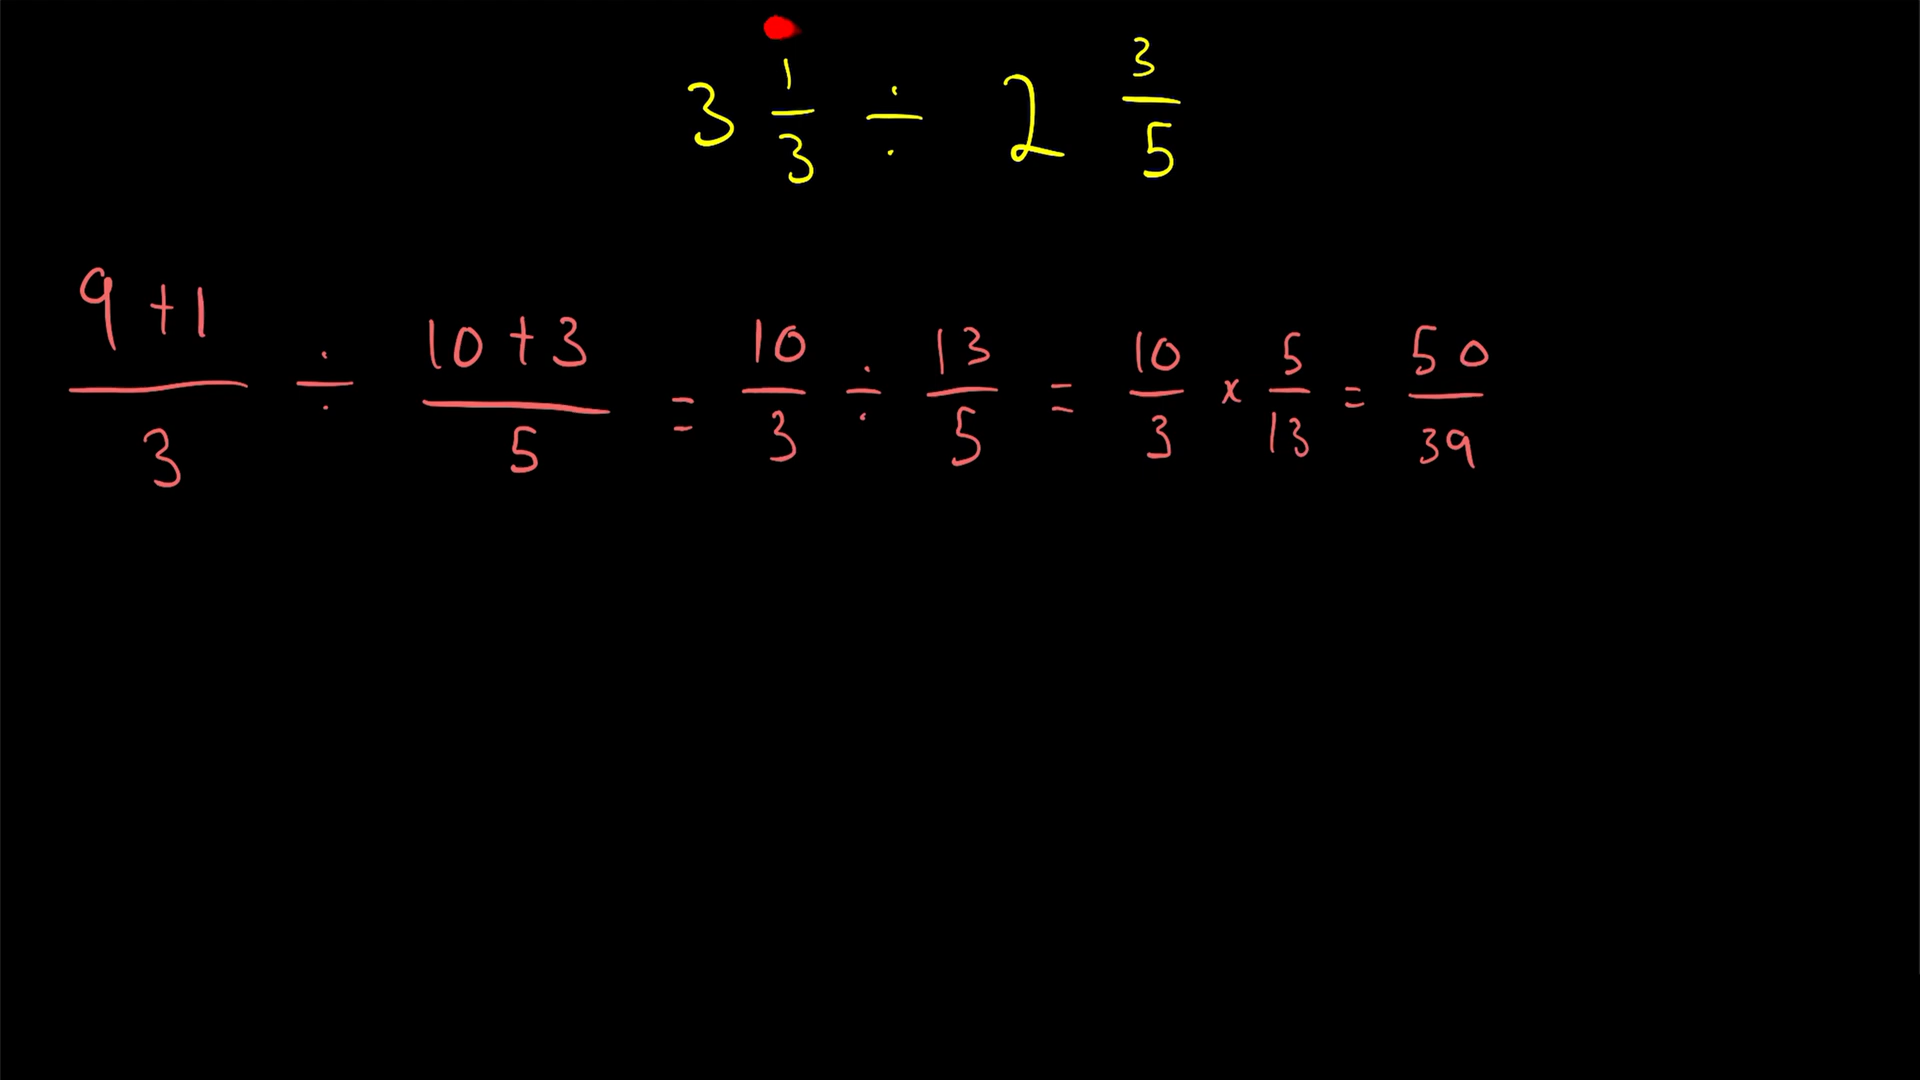 3 1/3 ÷ 2 3/5
(9+1)/3 ÷ (10+3)/5 = 10/3 ÷ 13/5 = 10/3 x 5/13 = 50/39